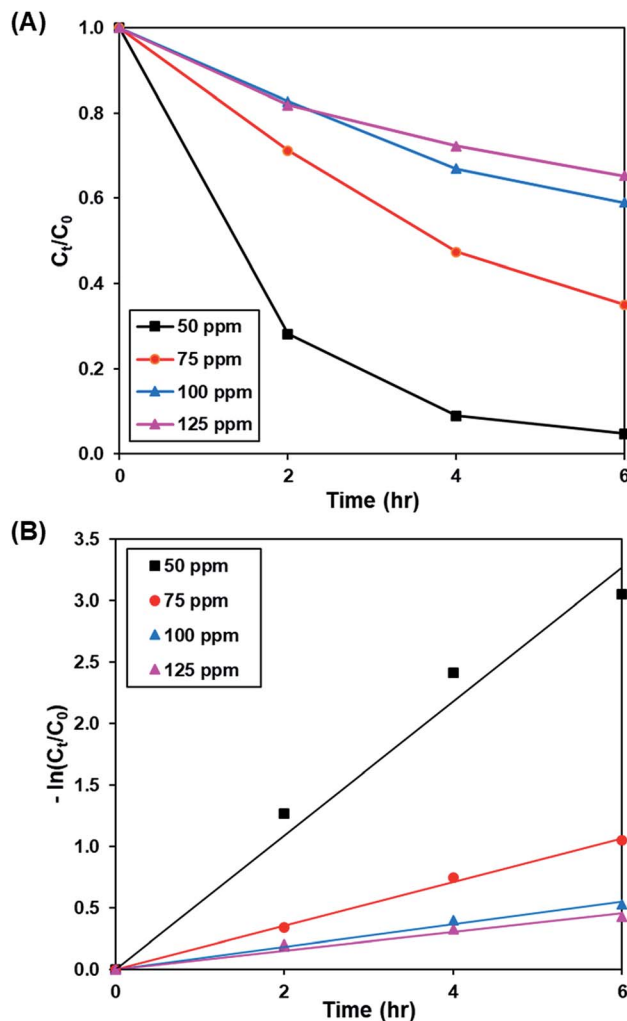 (A)
1.0
0.8
0.6
0.4
0.2
0.0
Cₜ/C₀
50 ppm
75 ppm
100 ppm
125 ppm
0 2 4 6
Time (hr)
(B)
3.5
3.0
2.5
2.0
1.5
1.0
0.5
0.0
- ln(Cₜ/C₀)
50 ppm
75 ppm
100 ppm
125 ppm
0 2 4 6
Time (hr)